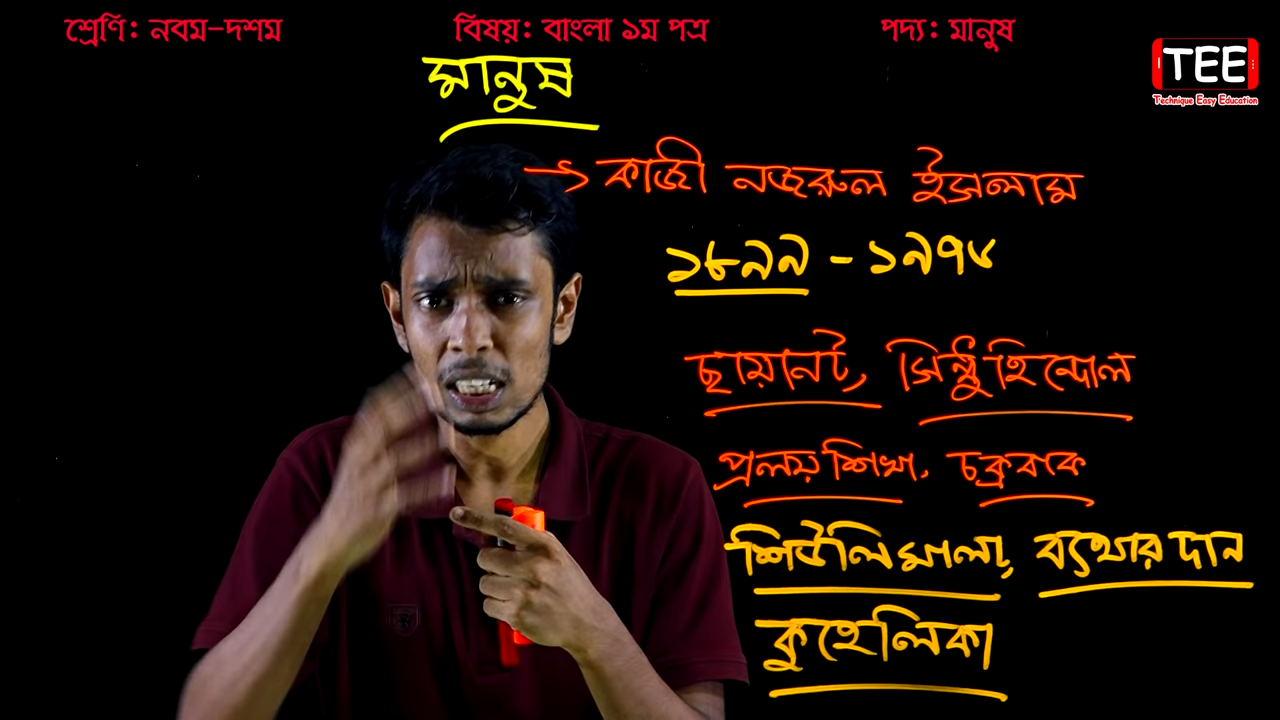 শ্রেণি: নবম-দশম বিষয়: বাংলা ১ম পত্র পদ্য: মানুষ
TEE
Technique Easy Education
মানুষ
→ কাজী নজরুল ইসলাম
১৮৯৯ - ১৯৭৬
ছায়ানট, সিন্ধুহিন্দোল
প্রলয়শিখা, চক্রবাক
শিউলিমালা, ব্যথার দান
কুহেলিকা